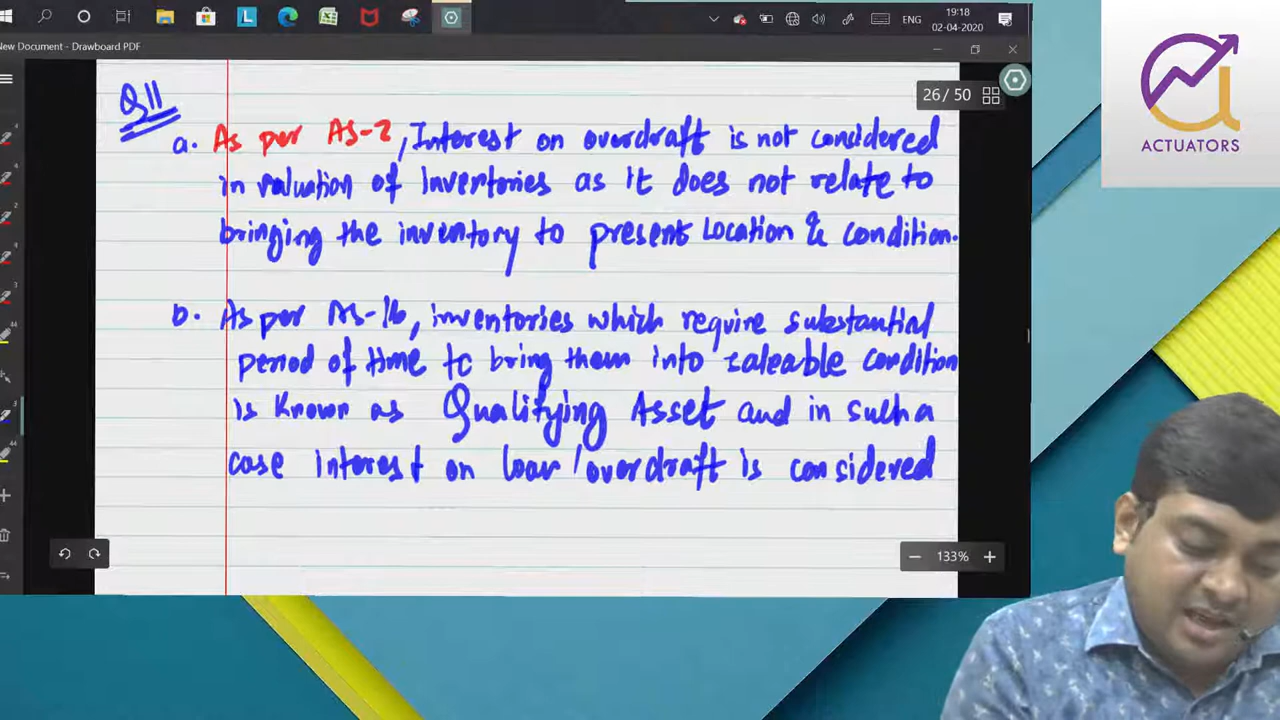 ENG
19:18
02-04-2020
New Document - Drawboard PDF
26 / 50
Q11
a. As per AS-2, Interest on overdraft is not considered
in valuation of Inventories as it does not relate to
bringing the inventory to present Location & condition.
b. As per AS-16, inventories which require substantial
period of time to bring them into saleable condition
is known as Qualifying Asset and in such a
case interest on loan / overdraft is considered
133%
ACTUATORS